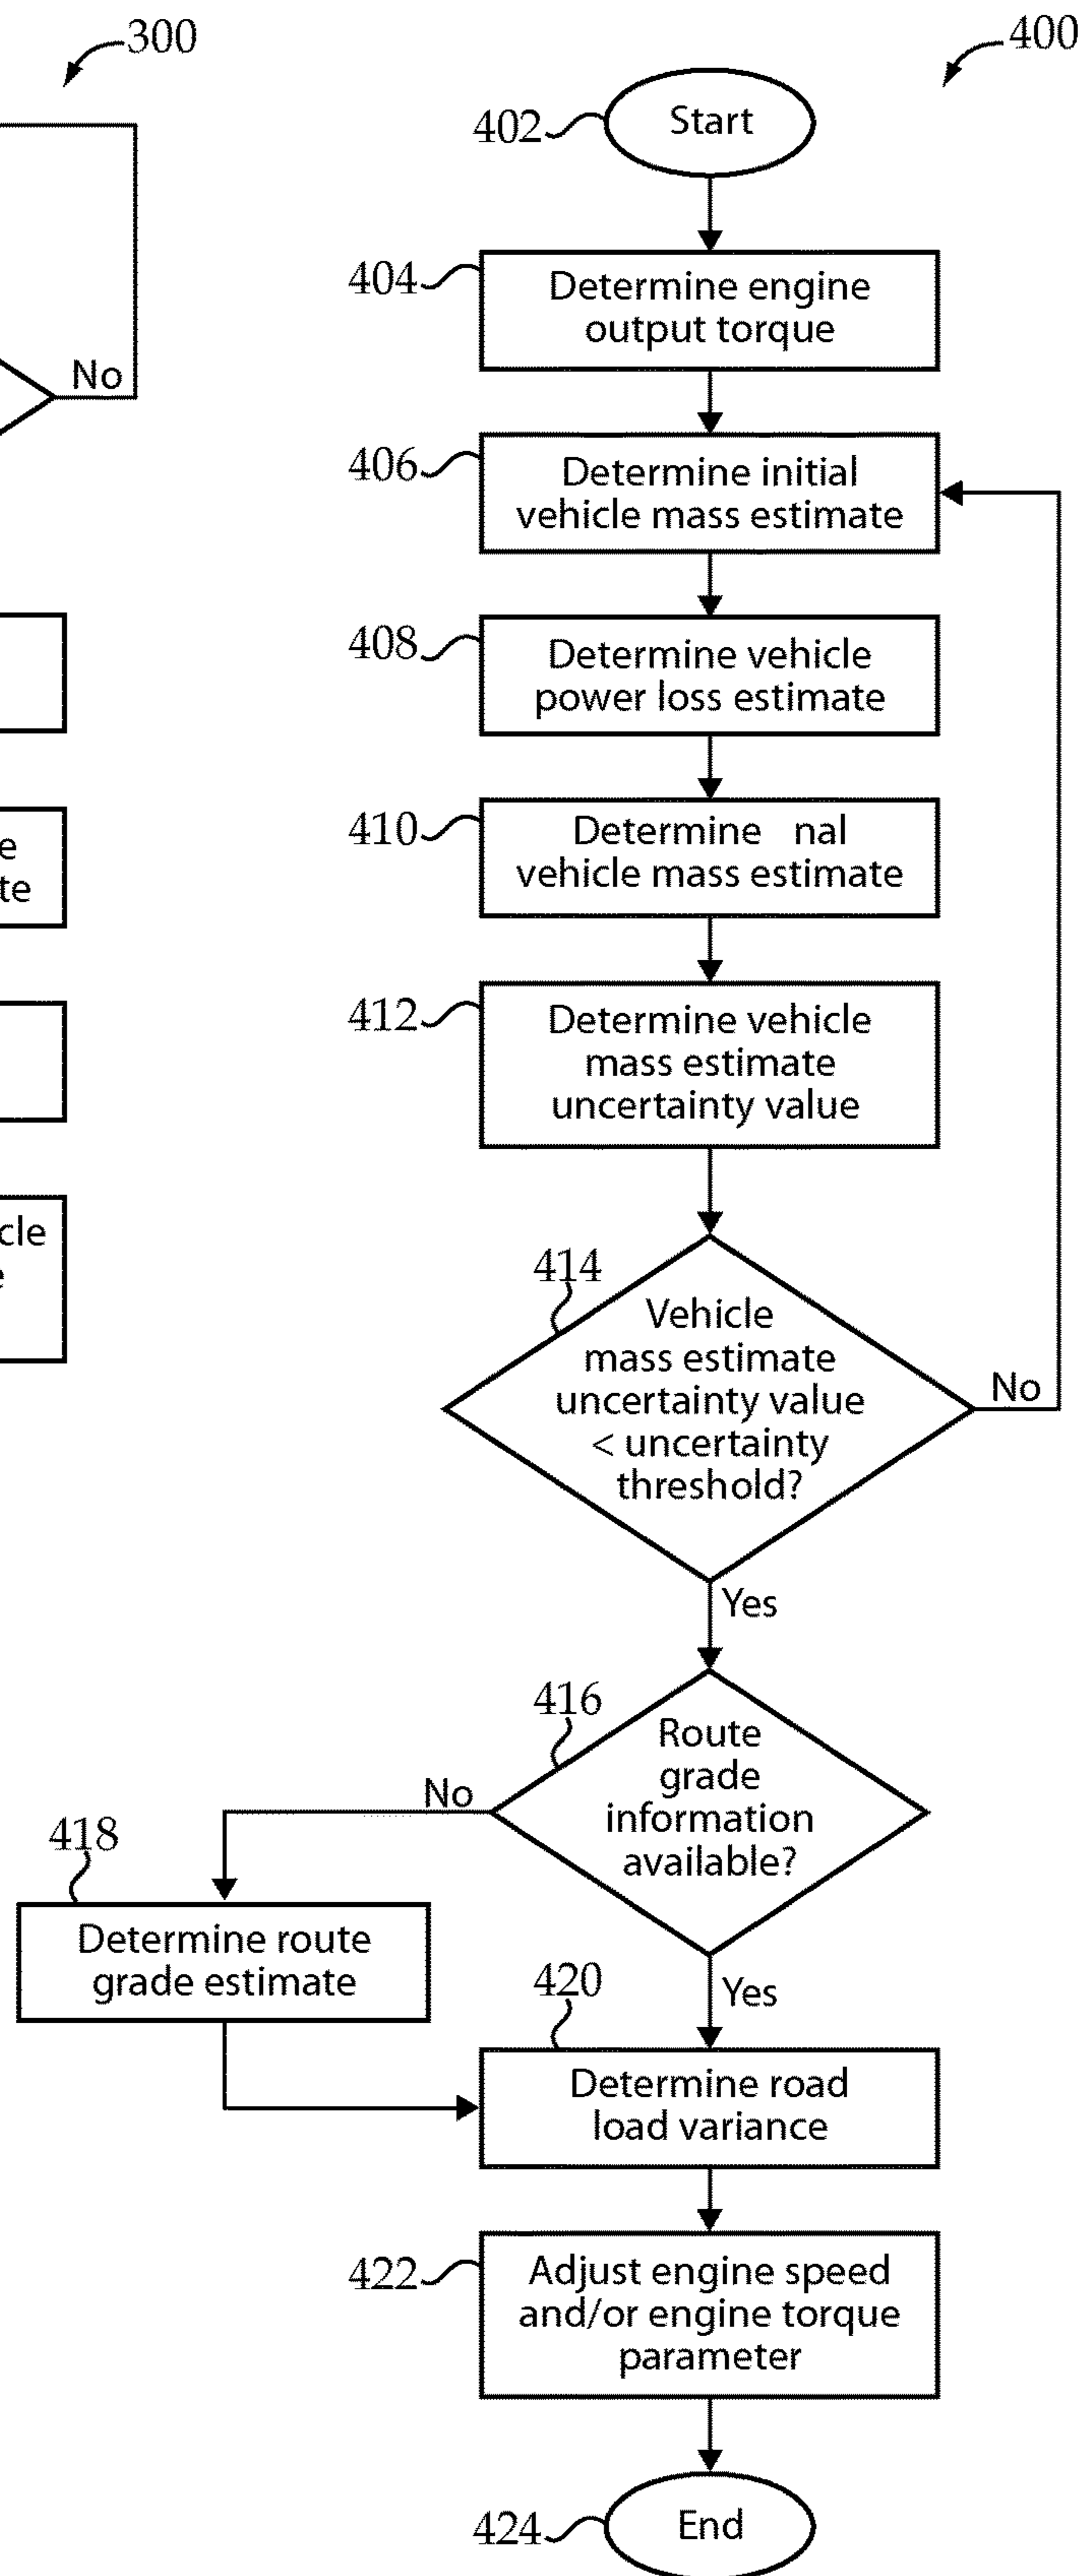 300
No
e
te
cle
e
400
402
Start
404
Determine engine
output torque
406
Determine initial
vehicle mass estimate
408
Determine vehicle
power loss estimate
410
Determine nal
vehicle mass estimate
412
Determine vehicle
mass estimate
uncertainty value
414
Vehicle
mass estimate
uncertainty value
< uncertainty
threshold?
No
Yes
416
Route
grade
information
available?
No
418
Determine route
grade estimate
Yes
420
Determine road
load variance
422
Adjust engine speed
and/or engine torque
parameter
424
End